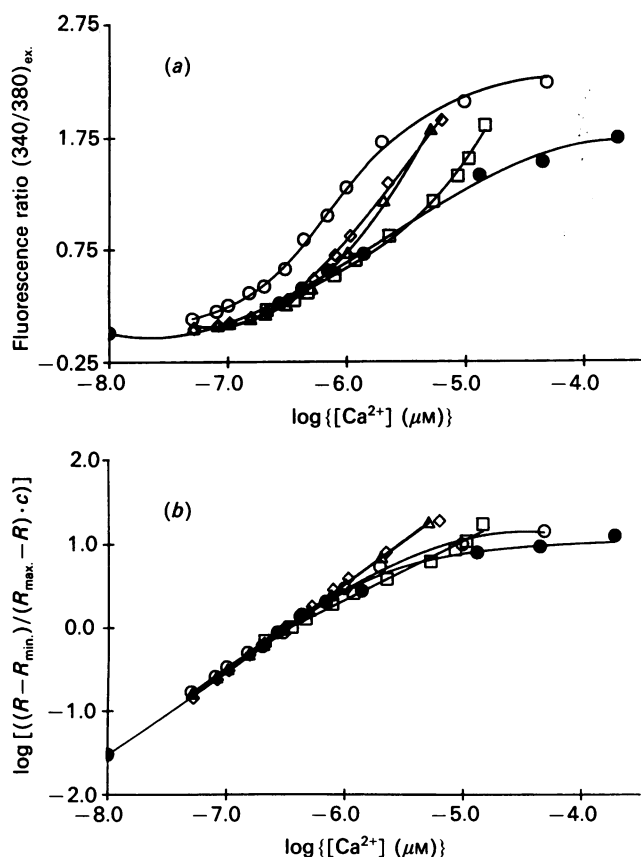 2.75
(a)
1.75
0.75
−0.25
Fluorescence ratio (340/380)ex.
−8.0 −7.0 −6.0 −5.0 −4.0
log{[Ca²⁺] (μM)}
2.0
(b)
1.0
0.0
−1.0
−2.0
log [((R−Rmin.)/(Rmax.−R)·c)]
−8.0 −7.0 −6.0 −5.0 −4.0
log{[Ca²⁺] (μM)}